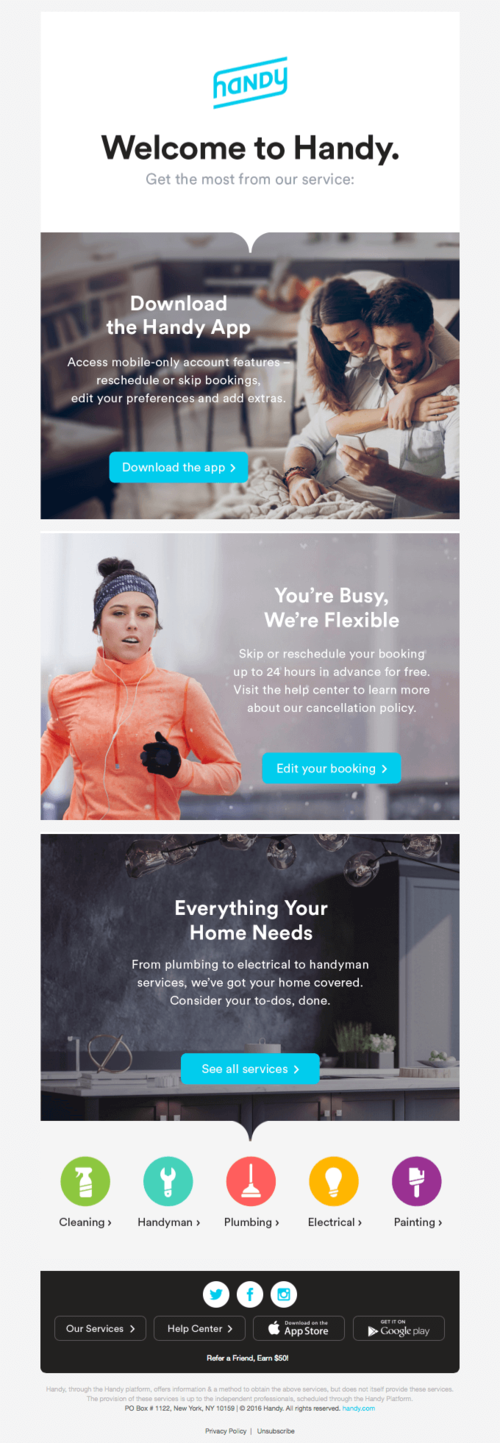 HANDY
Welcome to Handy.
Get the most from our service:
Download
the Handy App
Access mobile-only account features –
reschedule or skip bookings,
edit your preferences and add extras.
Download the app ›
You're Busy,
We're Flexible
Skip or reschedule your booking
up to 24 hours in advance for free.
Visit the help center to learn more
about our cancellation policy.
Edit your booking ›
Everything Your
Home Needs
From plumbing to electrical to handyman
services, we've got your home covered.
Consider your to-dos, done.
See all services ›
Cleaning › Handyman › Plumbing › Electrical › Painting ›
Our Services › Help Center › Download on the App Store GET IT ON Google play
Refer a Friend, Earn $50!
Handy, through the Handy platform, offers information & a method to obtain the above services, but does not itself provide these services.
The provision of these services is up to the independent professionals, scheduled through the Handy Platform.
PO Box # 1122, New York, NY 10159 | © 2016 Handy. All rights reserved. handy.com
Privacy Policy | Unsubscribe